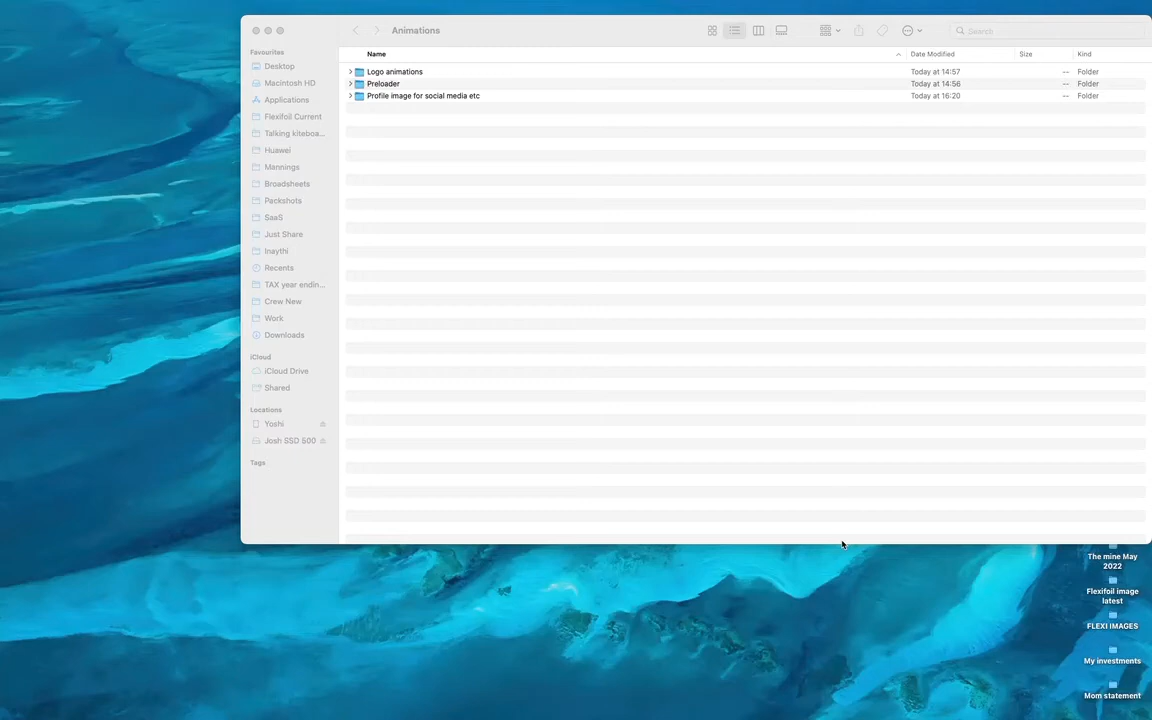 Animations
Search
Favourites
Desktop
Macintosh HD
Applications
Flexifoil Current
Talking kiteboa...
Huawei
Mannings
Broadsheets
Packshots
SaaS
Just Share
Inaythi
Recents
TAX year endin...
Crew New
Work
Downloads
iCloud
iCloud Drive
Shared
Locations
Yoshi
Josh SSD 500
Tags
Name Date Modified Size Kind
Logo animations Today at 14:57 -- Folder
Preloader Today at 14:56 -- Folder
Profile image for social media etc Today at 16:20 -- Folder
The mine May
2022
Flexifoil image
latest
FLEXI IMAGES
My investments
Mom statement